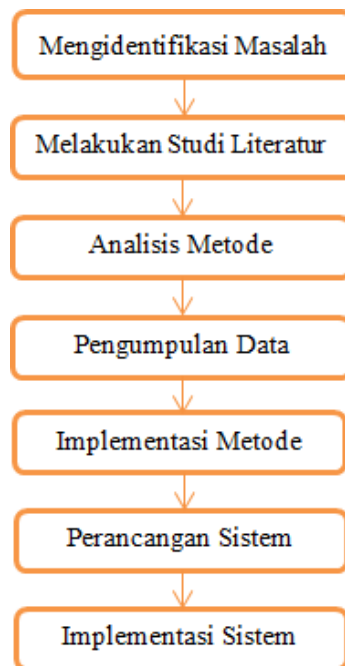 Mengidentifikasi Masalah
Melakukan Studi Literatur
Analisis Metode
Pengumpulan Data
Implementasi Metode
Perancangan Sistem
Implementasi Sistem